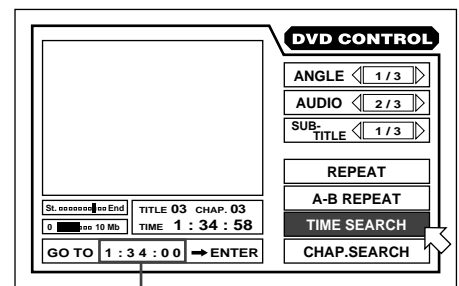 DVD CONTROL
ANGLE 1 / 3
AUDIO 2 / 3
SUB-
TITLE 1 / 3
REPEAT
A-B REPEAT
TIME SEARCH
CHAP.SEARCH
St. End
0 10 Mb
TITLE 03 CHAP. 03
TIME 1 : 34 : 58
GO TO 1 : 3 4 : 0 0 ➡ ENTER